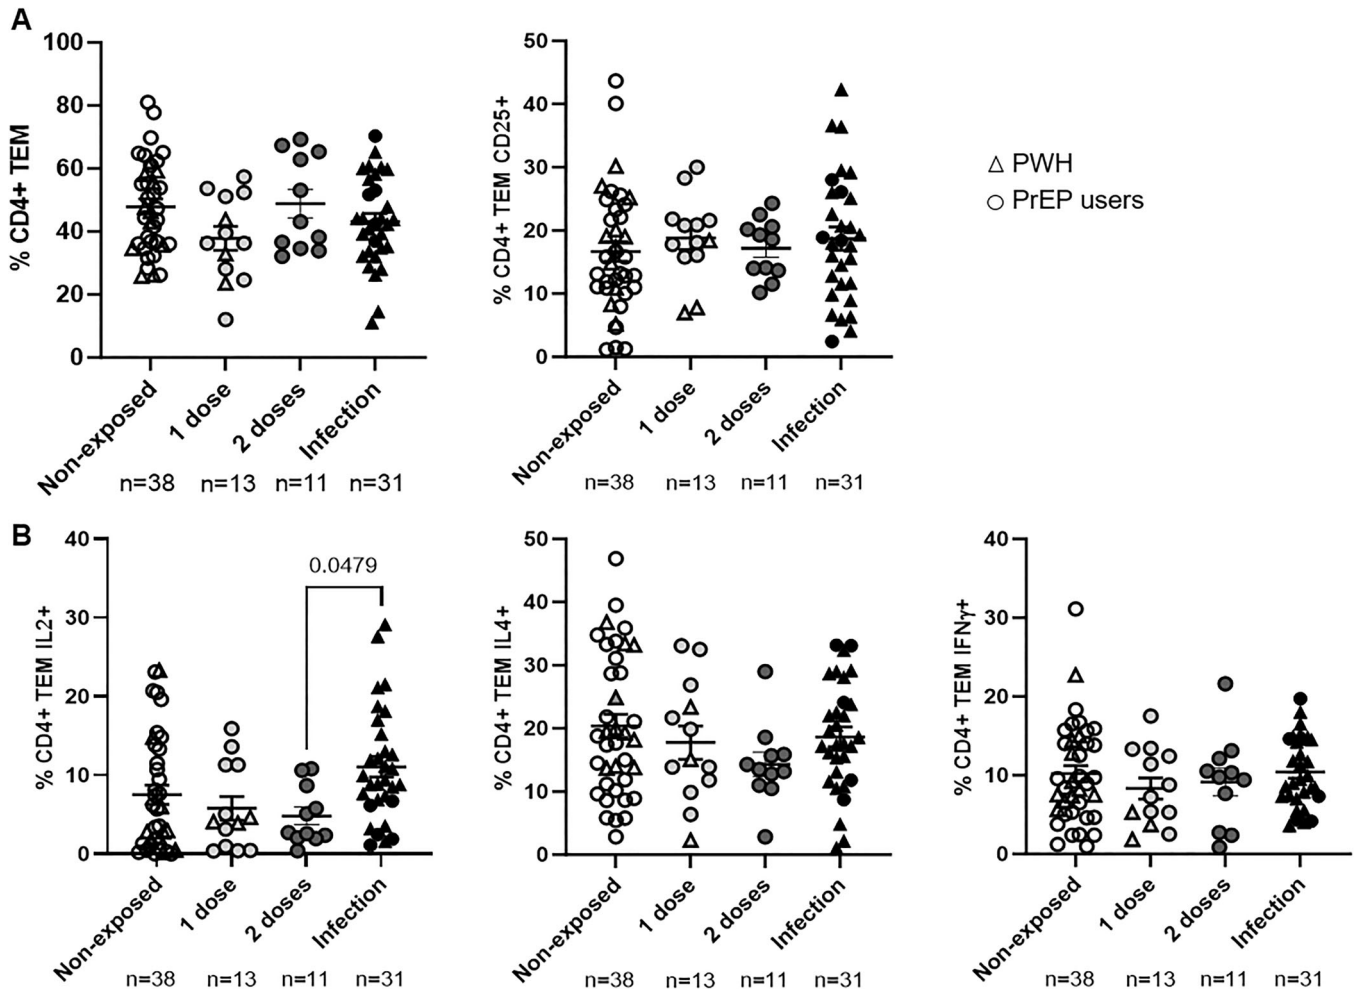 A
% CD4+ TEM
100
80
60
40
20
0
Non-exposed
1 dose
2 doses
Infection
n=38
n=13
n=11
n=31
% CD4+ TEM CD25+
50
40
30
20
10
0
Non-exposed
1 dose
2 doses
Infection
n=38
n=13
n=11
n=31
PWH
PrEP users
B
% CD4+ TEM IL2+
40
30
20
10
0
0.0479
Non-exposed
1 dose
2 doses
Infection
n=38
n=13
n=11
n=31
% CD4+ TEM IL4+
50
40
30
20
10
0
Non-exposed
1 dose
2 doses
Infection
n=38
n=13
n=11
n=31
% CD4+ TEM IFNγ+
40
30
20
10
0
Non-exposed
1 dose
2 doses
Infection
n=38
n=13
n=11
n=31